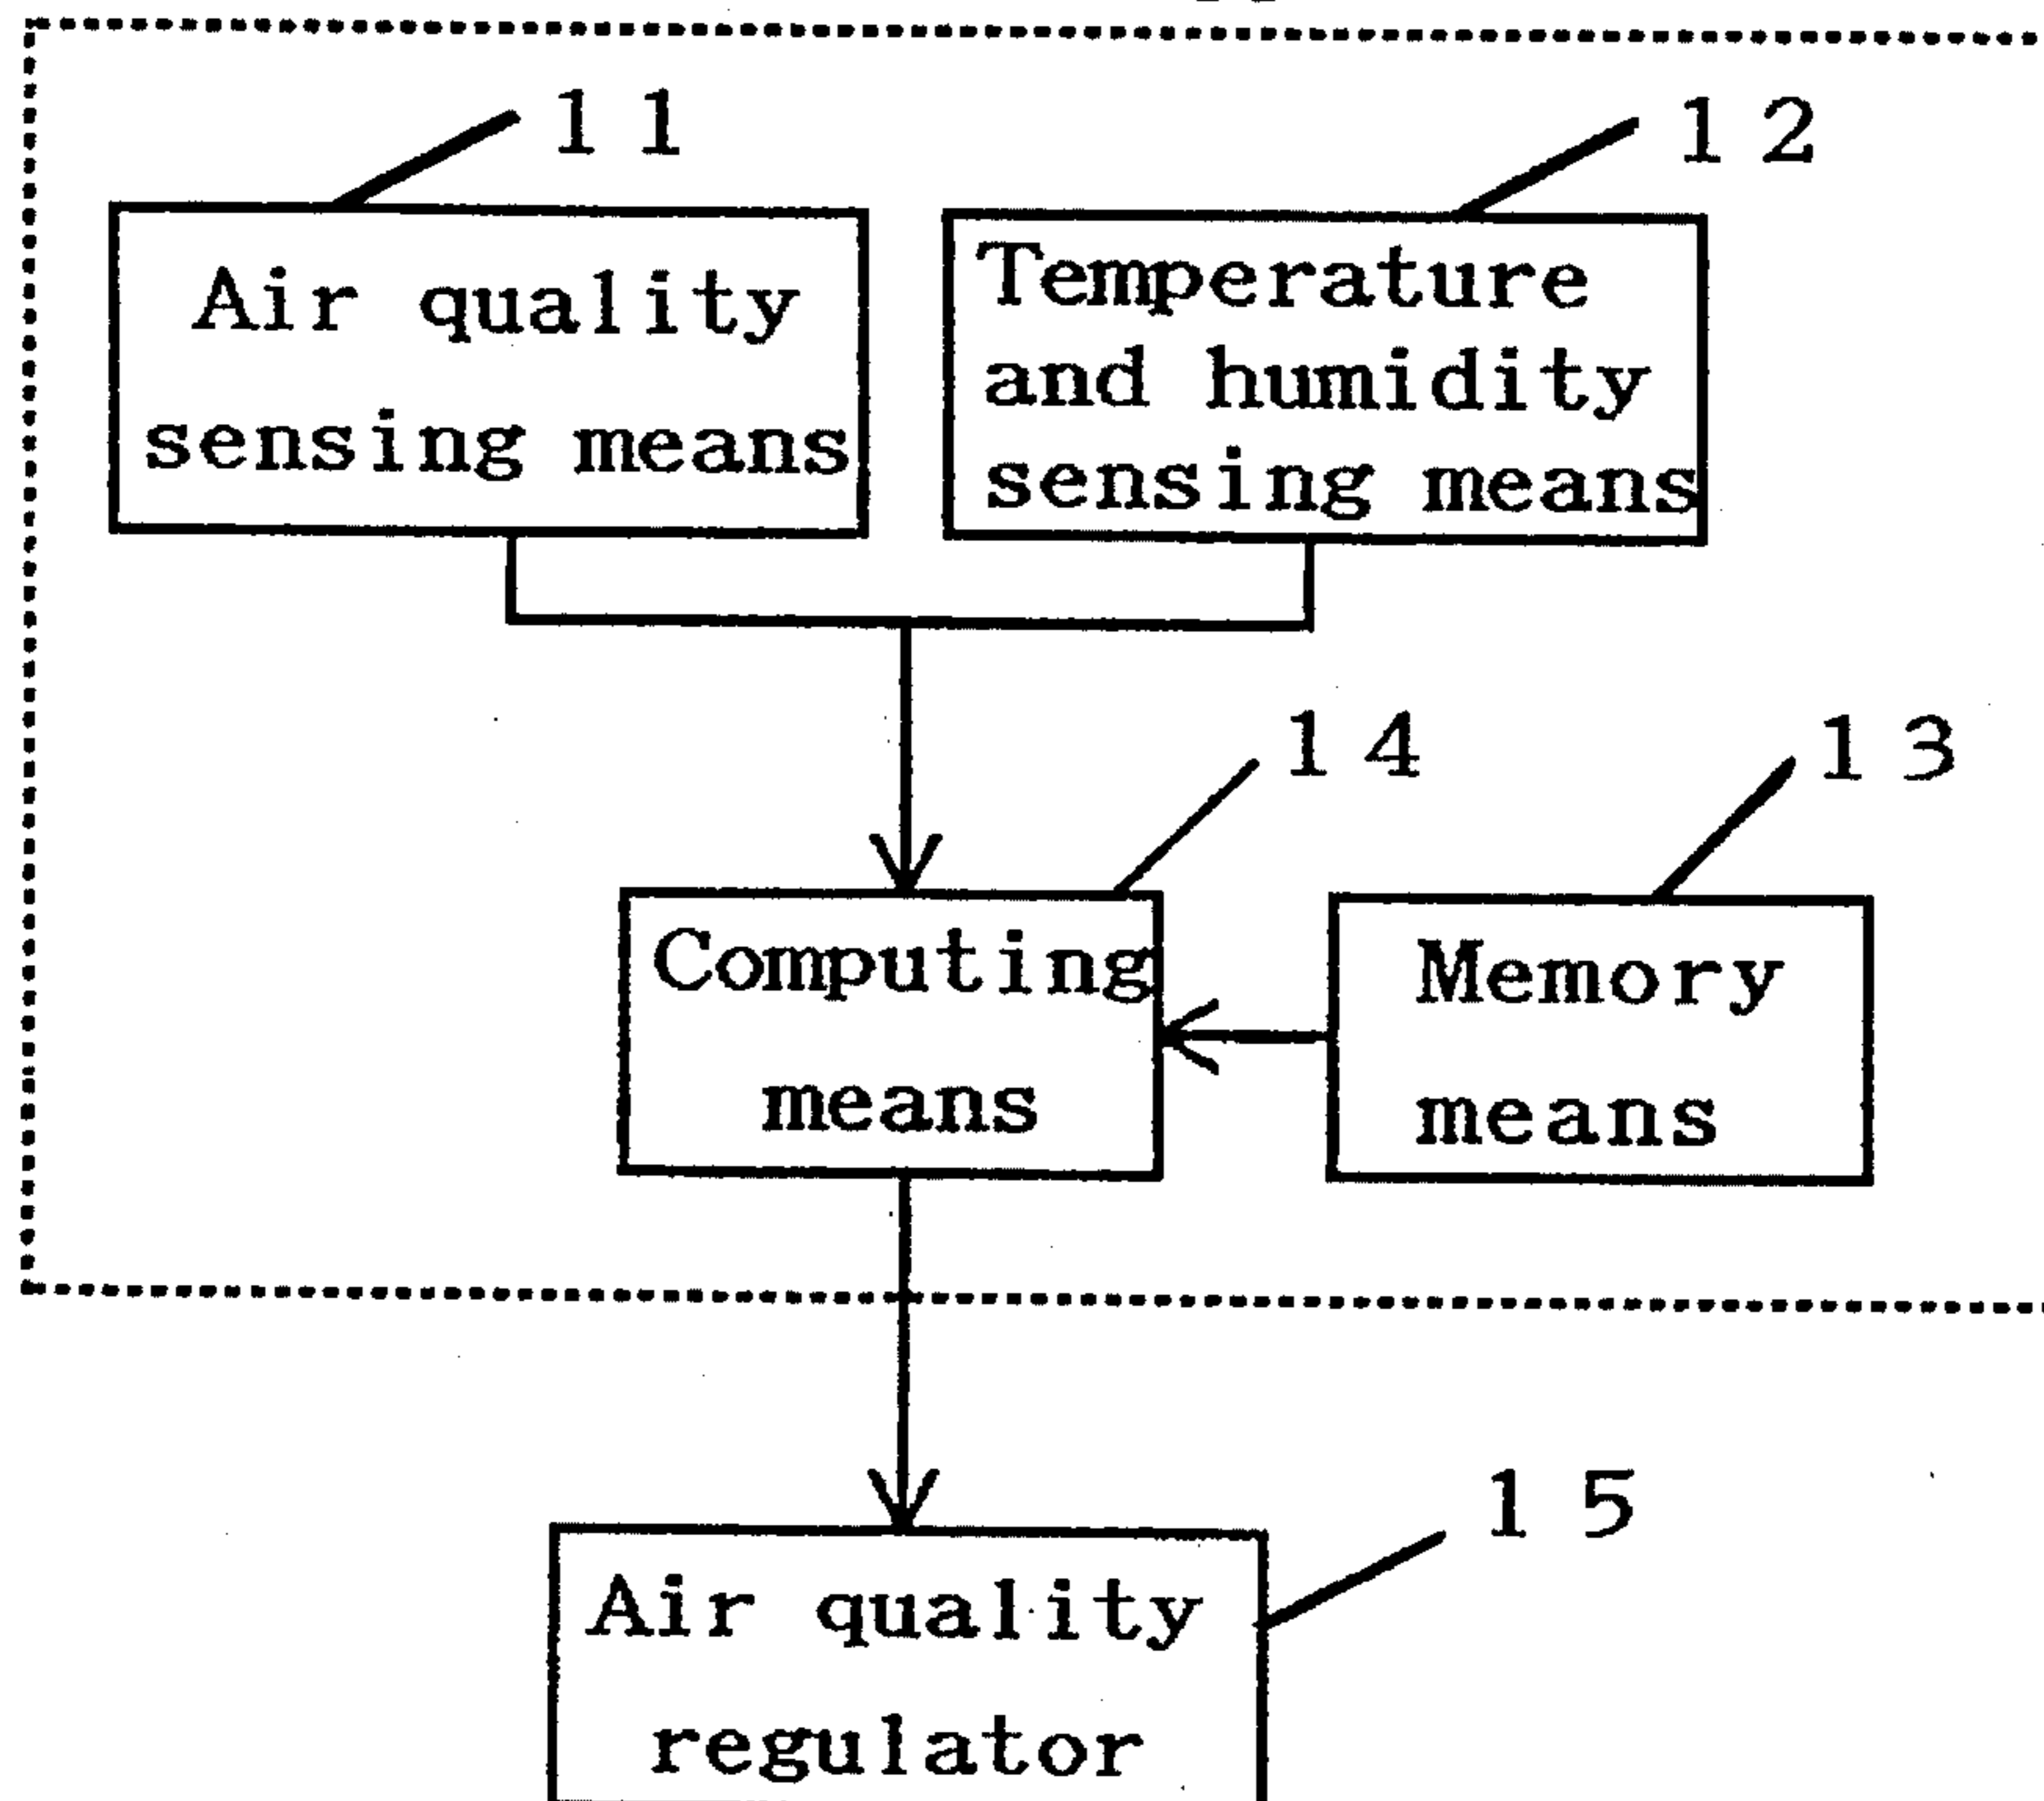 11
12
Air quality
sensing means
Temperature
and humidity
sensing means
14
13
Computing
means
Memory
means
15
Air quality
regulator